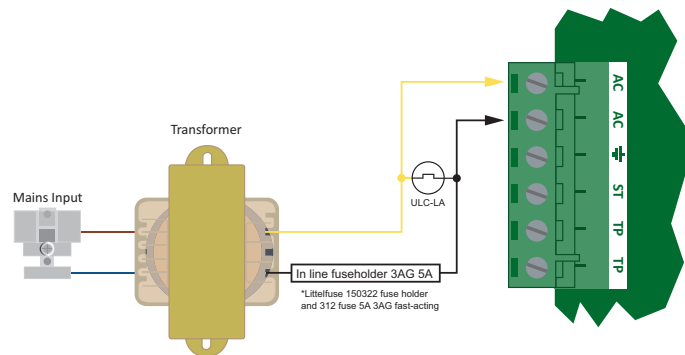 Transformer
Mains Input
ULC-LA
In line fuseholder 3AG 5A
*Littelfuse 150322 fuse holder
and 312 fuse 5A 3AG fast-acting
AC
AC
ST
TP
TP